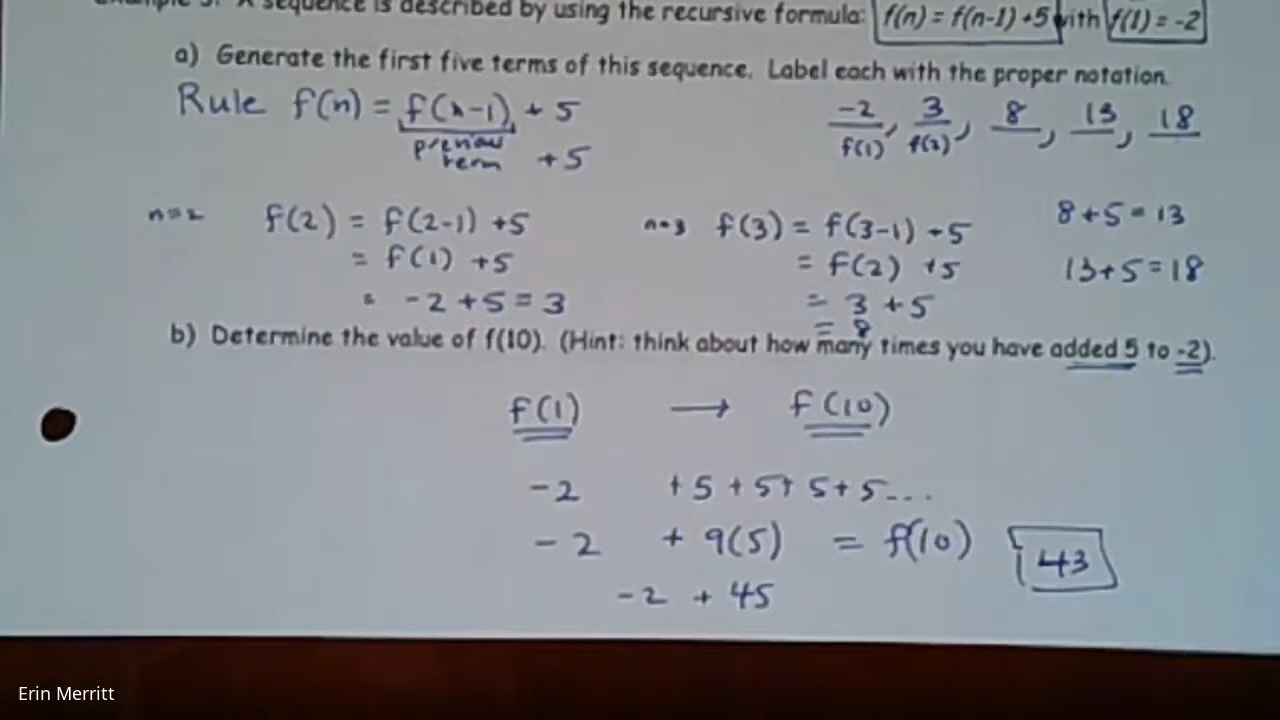 A sequence is described by using the recursive formula: f(n) = f(n-1) +5 with f(1) = -2
a) Generate the first five terms of this sequence. Label each with the proper notation.
Rule f(n) = f(n-1) + 5
previous term + 5
-2, 3, 8, 13, 18
f(1) f(2)
n=2 f(2) = f(2-1) +5
= f(1) +5
= -2 +5 = 3
n=3 f(3) = f(3-1) +5
= f(2) +5
= 3 +5
= 8
8+5=13
13+5=18
b) Determine the value of f(10). (Hint: think about how many times you have added 5 to -2).
f(1) → f(10)
-2 +5 +5+ 5+5...
-2 + 9(5) = f(10) 43
-2 + 45
Erin Merritt